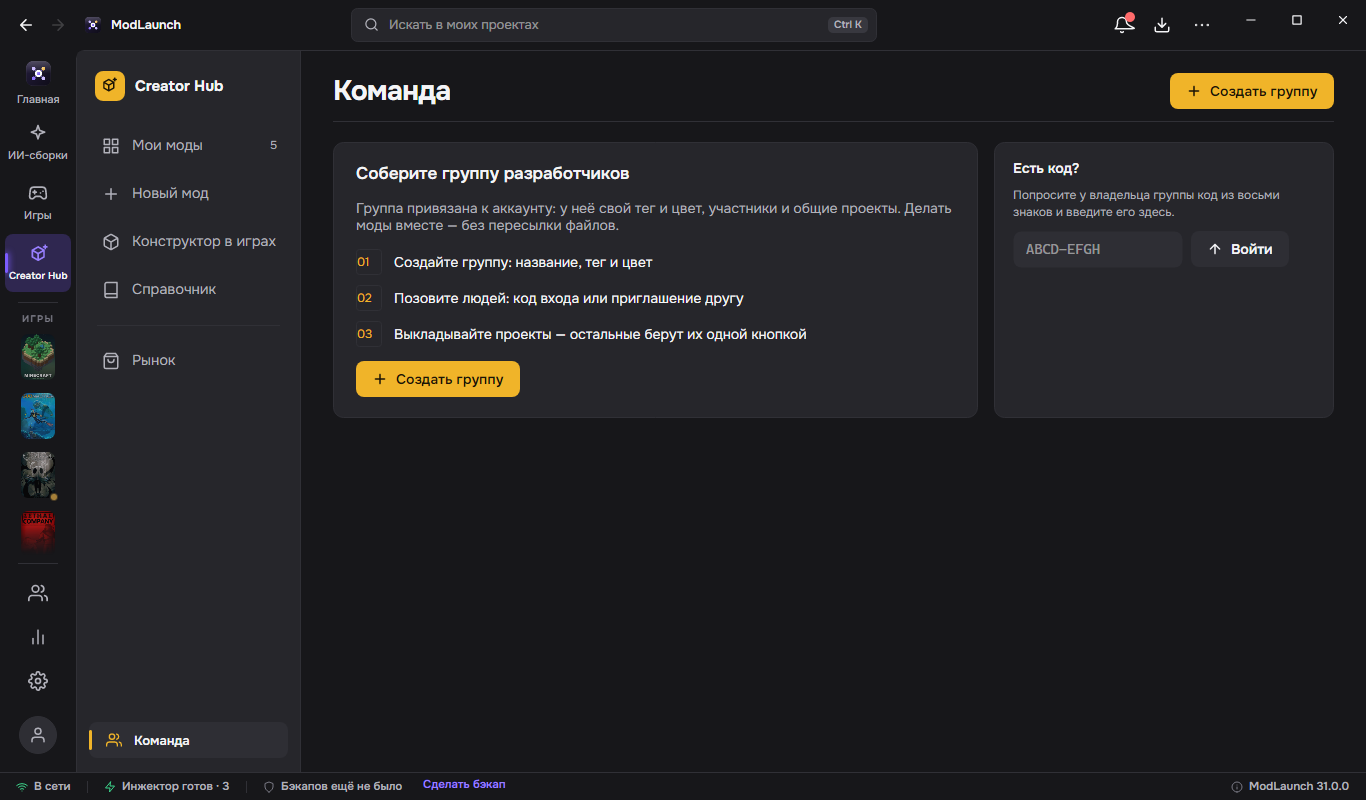 ModLaunch
Искать в моих проектах
Ctrl K
Главная
ИИ-сборки
Игры
Creator Hub
ИГРЫ
MINECRAFT
LETHAL
COMPANY
Creator Hub
Мои моды 5
Новый мод
Конструктор в играх
Справочник
Рынок
Команда
Команда
+ Создать группу
Соберите группу разработчиков
Группа привязана к аккаунту: у неё свой тег и цвет, участники и общие проекты. Делать
моды вместе — без пересылки файлов.
01 Создайте группу: название, тег и цвет
02 Позовите людей: код входа или приглашение другу
03 Выкладывайте проекты — остальные берут их одной кнопкой
+ Создать группу
Есть код?
Попросите у владельца группы код из восьми
знаков и введите его здесь.
ABCD–EFGH
Войти
В сети
Инжектор готов · 3
Бэкапов ещё не было
Сделать бэкап
ModLaunch 31.0.0